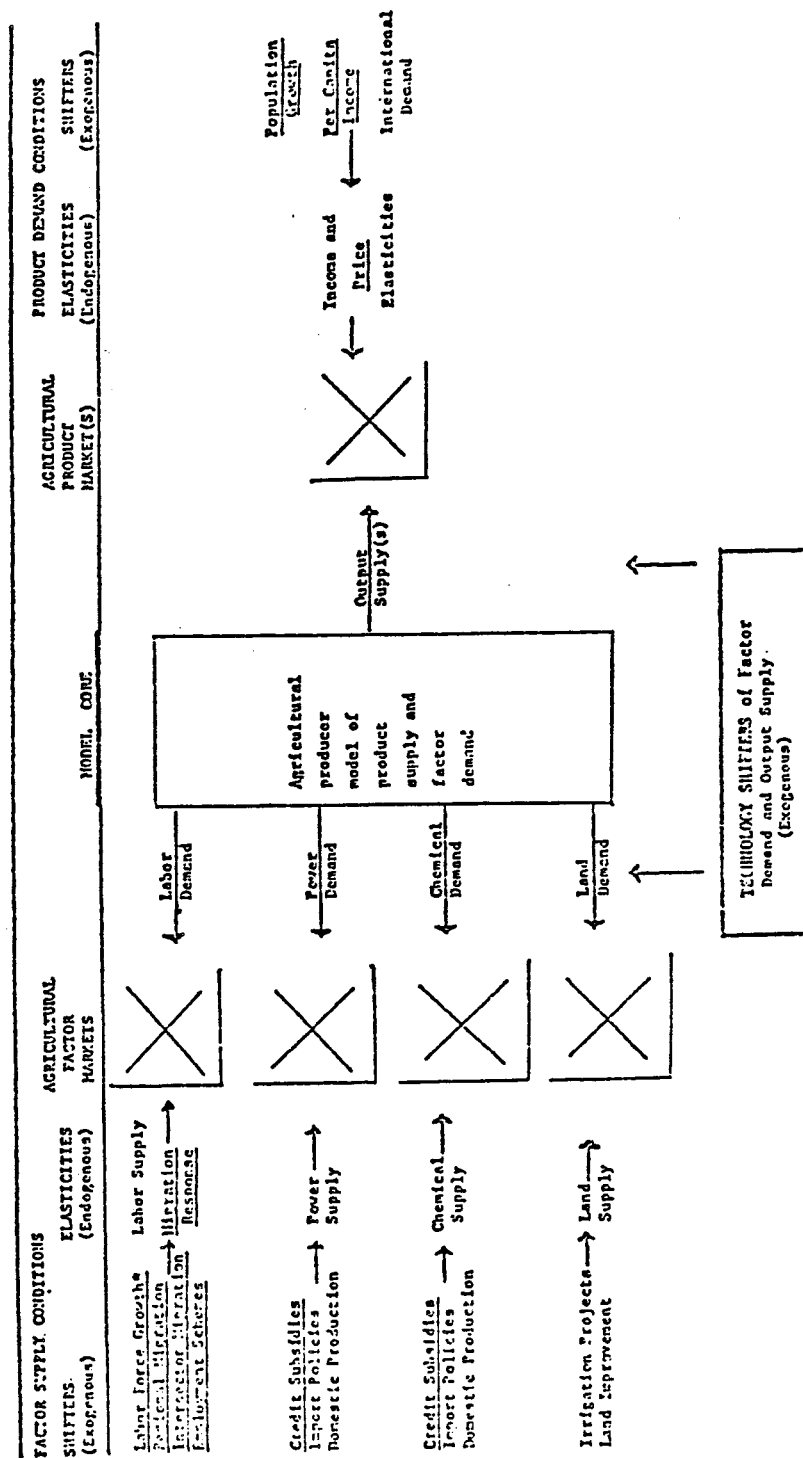 FACTOR SUPPLY CONDITIONS
SHIFTERS
(Exogenous)
ELASTICITIES
(Endogenous)
AGRICULTURAL
FACTOR
MARKETS
MODEL CORE
AGRICULTURAL
PRODUCT
MARKET(S)
PRODUCT DEMAND CONDITIONS
ELASTICITIES
(Endogenous)
SHIFTERS
(Exogenous)
Labor Force Growth
Regional Migration
Intersector Migration
Employment Schemes
Labor Supply
Migration
Response
Labor
Demand
Credit Subsidies
Import Policies
Domestic Production
Power
Supply
Power
Demand
Credit Subsidies
Import Policies
Domestic Production
Chemical
Supply
Chemical
Demand
Irrigation Projects
Land Improvement
Land
Supply
Land
Demand
Agricultural
producer
model of
product
supply and
factor
demand
Output
Supply(s)
Income and
Price
Elasticities
Population
Growth
Per Capita
Income
International
Demand
TECHNOLOGY SHIFTERS of Factor
Demand and Output Supply.
(Exogenous)